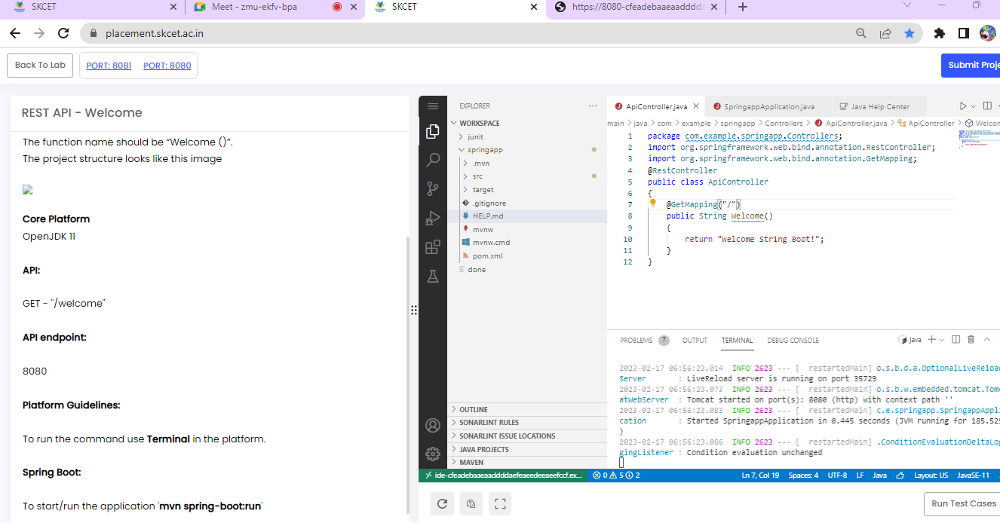 SKCET
Meet - zmu-ekfv-bpa
SKCET
https://8080-cfeadebaaeaaddd
placement.skcet.ac.in
Back To Lab
PORT: 8081
PORT: 8080
Submit Proje
REST API - Welcome
The function name should be “Welcome ()”.
The project structure looks like this image
Core Platform
OpenJDK 11
API:
GET - "/welcome"
API endpoint:
8080
Platform Guidelines:
To run the command use Terminal in the platform.
Spring Boot:
To start/run the application 'mvn spring-boot:run'
EXPLORER
WORKSPACE
junit
springapp
.mvn
src
target
.gitignore
HELP.md
mvnw
mvnw.cmd
pom.xml
done
OUTLINE
SONARLINT RULES
SONARLINT ISSUE LOCATIONS
JAVA PROJECTS
MAVEN
ApiController.java
SpringappApplication.java
Java Help Center
main > java > com > example > springapp > Controllers > ApiController.java > ApiController > Welcom
1 package com.example.springapp.Controllers;
2 import org.springframework.web.bind.annotation.RestController;
3 import org.springframework.web.bind.annotation.GetMapping;
4 @RestController
5 public class ApiController
6 {
7 @GetMapping("/")
8 public String Welcome()
9 {
10 return "Welcome String Boot!";
11 }
12 }
PROBLEMS 7 OUTPUT TERMINAL DEBUG CONSOLE
java
2023-02-17 06:56:23.014 INFO 2623 --- [ restartedMain] o.s.b.d.a.OptionalLiveReload
Server : LiveReload server is running on port 35729
2023-02-17 06:56:23.073 INFO 2623 --- [ restartedMain] o.s.b.w.embedded.tomcat.Tomc
atWebServer : Tomcat started on port(s): 8080 (http) with context path ''
2023-02-17 06:56:23.083 INFO 2623 --- [ restartedMain] c.e.springapp.SpringappAppli
cation : Started SpringappApplication in 0.445 seconds (JVM running for 185.529
)
2023-02-17 06:56:23.086 INFO 2623 --- [ restartedMain] .ConditionEvaluationDeltaLog
gingListener : Condition evaluation unchanged
0 5 2
Ln 7, Col 19 Spaces: 4 UTF-8 LF Java Layout: US JavaSE-11
Run Test Cases